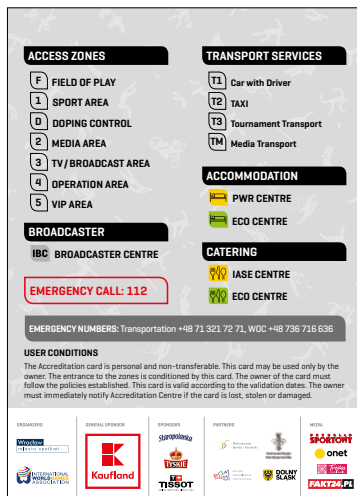 ACCESS ZONES
F FIELD OF PLAY
1 SPORT AREA
D DOPING CONTROL
2 MEDIA AREA
3 TV/BROADCAST AREA
4 OPERATION AREA
5 VIP AREA
BROADCASTER
IBC BROADCASTER CENTRE
EMERGENCY CALL: 112
TRANSPORT SERVICES
T1 Car with Driver
T2 TAXI
T3 Tournament Transport
TM Media Transport
ACCOMMODATION
PWR CENTRE
ECO CENTRE
CATERING
IASE CENTRE
ECO CENTRE
EMERGENCY NUMBERS: Transportation +48 71 321 72 71, WOC +48 736 716 636
USER CONDITIONS
The Accreditation card is personal and non-transferable. This card may be used only by the
owner. The entrance to the zones is conditioned by this card. The owner of the card must
follow the policies established. This card is valid according to the validation dates. The owner
must immediately notify Accreditation Centre if the card is lost, stolen or damaged.
ORGANIZERS
Wrocław
miasto spotkań
INTERNATIONAL
WORLD GAMES
ASSOCIATION
GENERAL SPONSOR
Kaufland
SPONSORS
Staropolanka
TYSKIE
TISSOT
PARTNERS
DOLNY
ŚLĄSK
MEDIA
PRZEGLĄD
SPORTOWY
onet
Trójka
FAKT24.PL